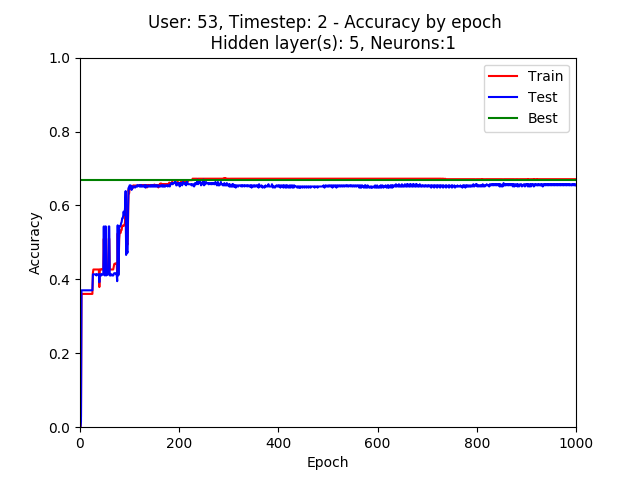 User: 53, Timestep: 2 - Accuracy by epoch
Hidden layer(s): 5, Neurons:1
1.0
Train
Test
Best
0.8
0.6
Accuracy
0.4
0.2
0.0
0 200 400 600 800 1000
Epoch